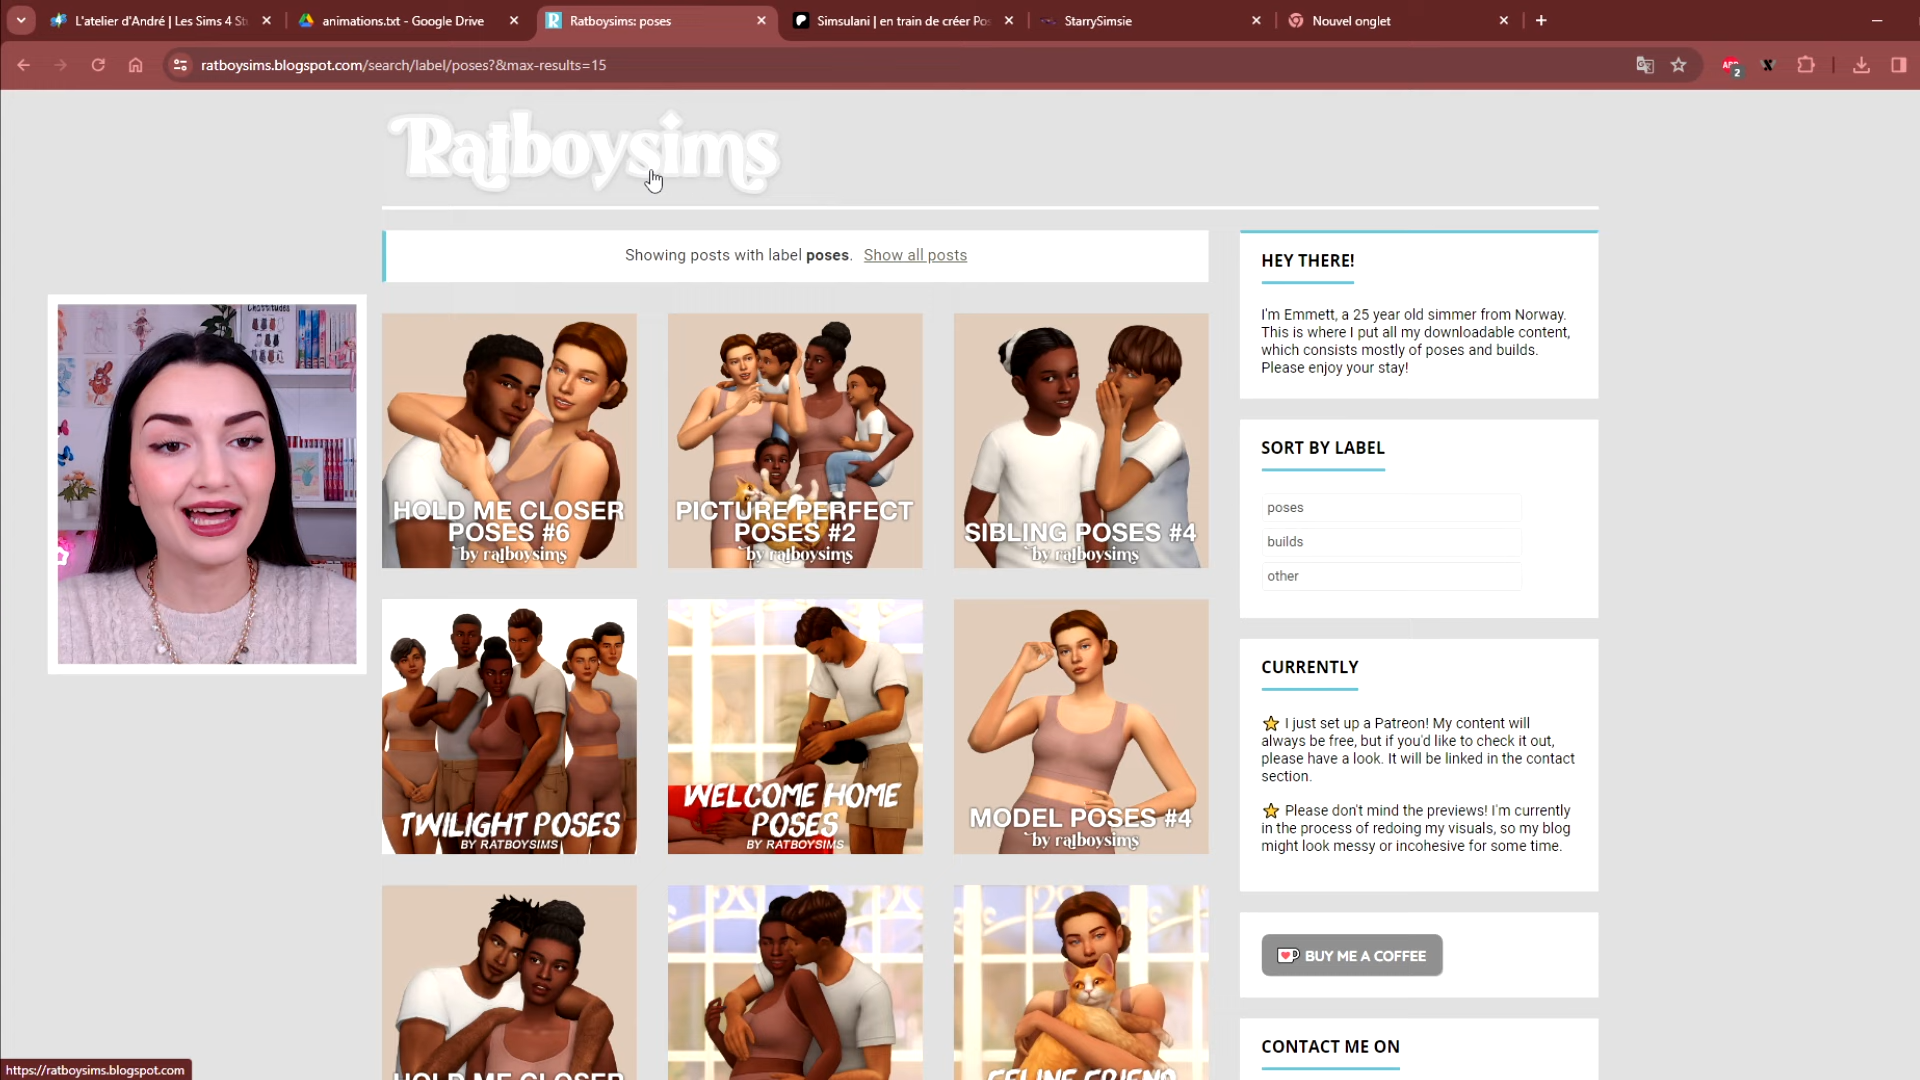 L'atelier d'André | Les Sims 4 St
animations.txt - Google Drive
Ratboysims: poses
Simsulani | en train de créer Pos
StarrySimsie
Nouvel onglet
ratboysims.blogspot.com/search/label/poses?&max-results=15
2
Ratboysims
Showing posts with label poses. Show all posts
HOLD ME CLOSER
POSES #6
by ratboysims
PICTURE PERFECT
POSES #2
by ratboysims
SIBLING POSES #4
by ratboysims
TWILIGHT POSES
BY RATBOYSIMS
WELCOME HOME
POSES
BY RATBOYSIMS
MODEL POSES #4
by ratboysims
HOLD ME CLOSER
FELINE FRIEND
HEY THERE!
I'm Emmett, a 25 year old simmer from Norway.
This is where I put all my downloadable content,
which consists mostly of poses and builds.
Please enjoy your stay!
SORT BY LABEL
poses
builds
other
CURRENTLY
⭐ I just set up a Patreon! My content will
always be free, but if you'd like to check it out,
please have a look. It will be linked in the contact
section.
⭐ Please don't mind the previews! I'm currently
in the process of redoing my visuals, so my blog
might look messy or incohesive for some time.
BUY ME A COFFEE
CONTACT ME ON
https://ratboysims.blogspot.com